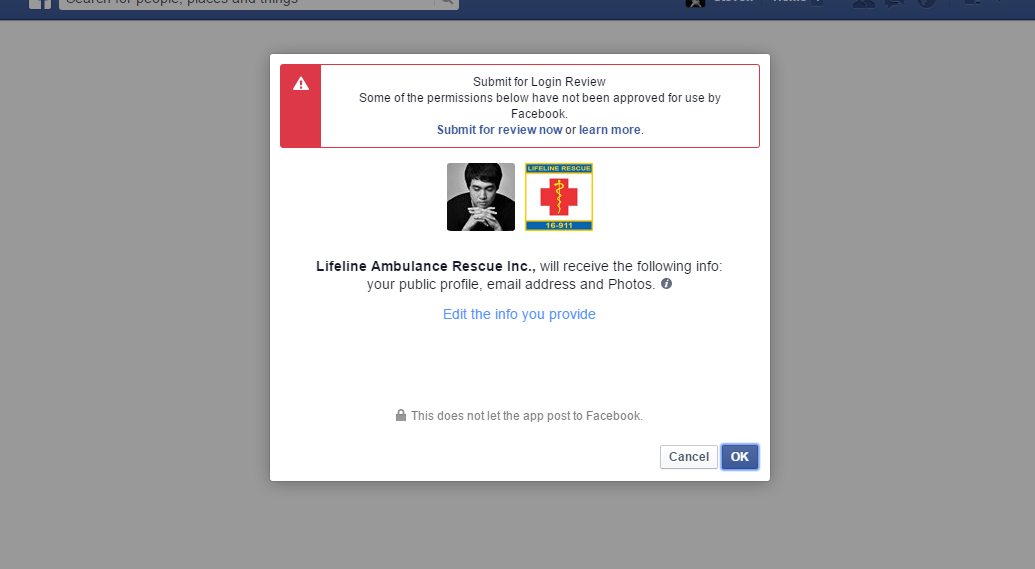 Search for people, places and things
Submit for Login Review
Some of the permissions below have not been approved for use by
Facebook.
Submit for review now or learn more.
LIFELINE RESCUE
16-911
Lifeline Ambulance Rescue Inc., will receive the following info:
your public profile, email address and Photos.
Edit the info you provide
This does not let the app post to Facebook.
Cancel OK